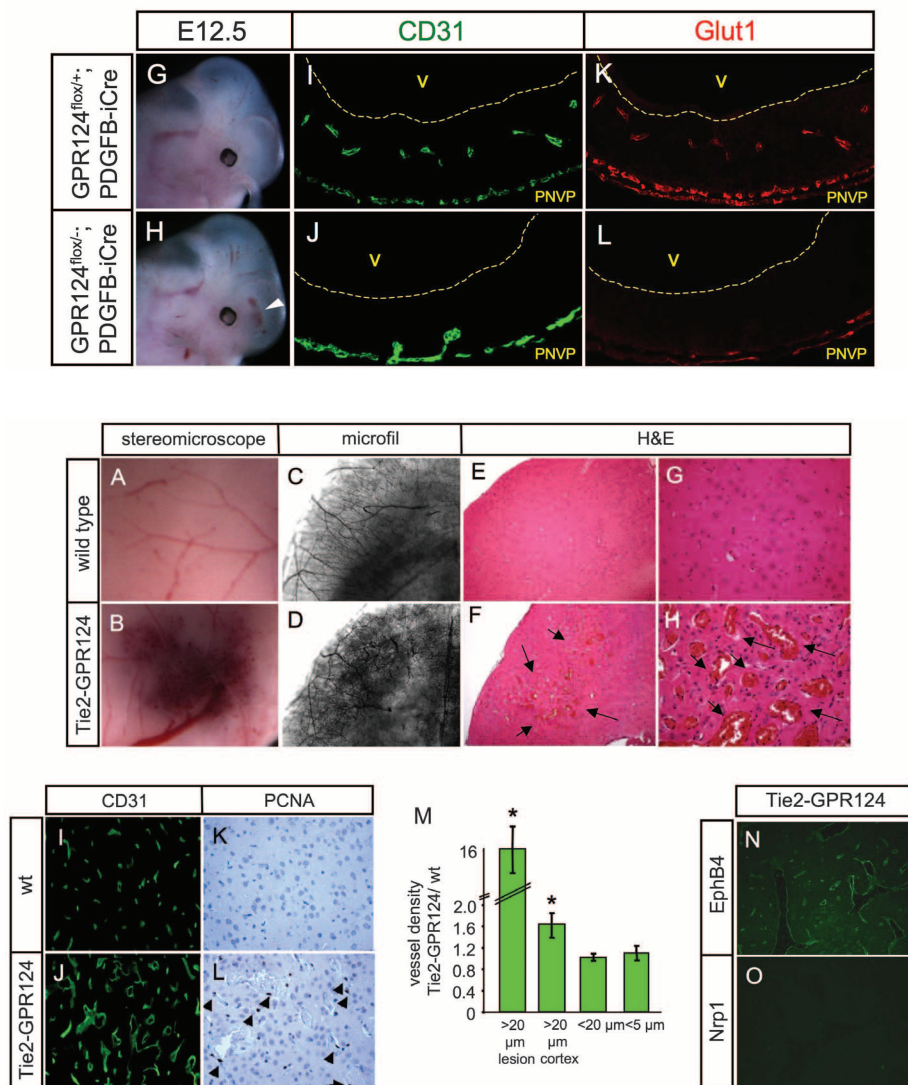 E12.5
CD31
Glut1
GPR124flox/+;
PDGFB-iCre
G
I
V
PNVP
K
V
PNVP
GPR124flox/-;
PDGFB-iCre
H
J
V
PNVP
L
V
PNVP
stereomicroscope
microfil
H&E
wild type
A
C
E
G
Tie2-GPR124
B
D
F
H
CD31
PCNA
wt
I
K
Tie2-GPR124
J
L
M
vessel density
Tie2-GPR124/ wt
16
2.0
1.6
1.2
0.8
0.4
0
*
*
>20
µm
lesion
>20
µm
cortex
<20 µm
<5 µm
Tie2-GPR124
EphB4
N
Nrp1
O